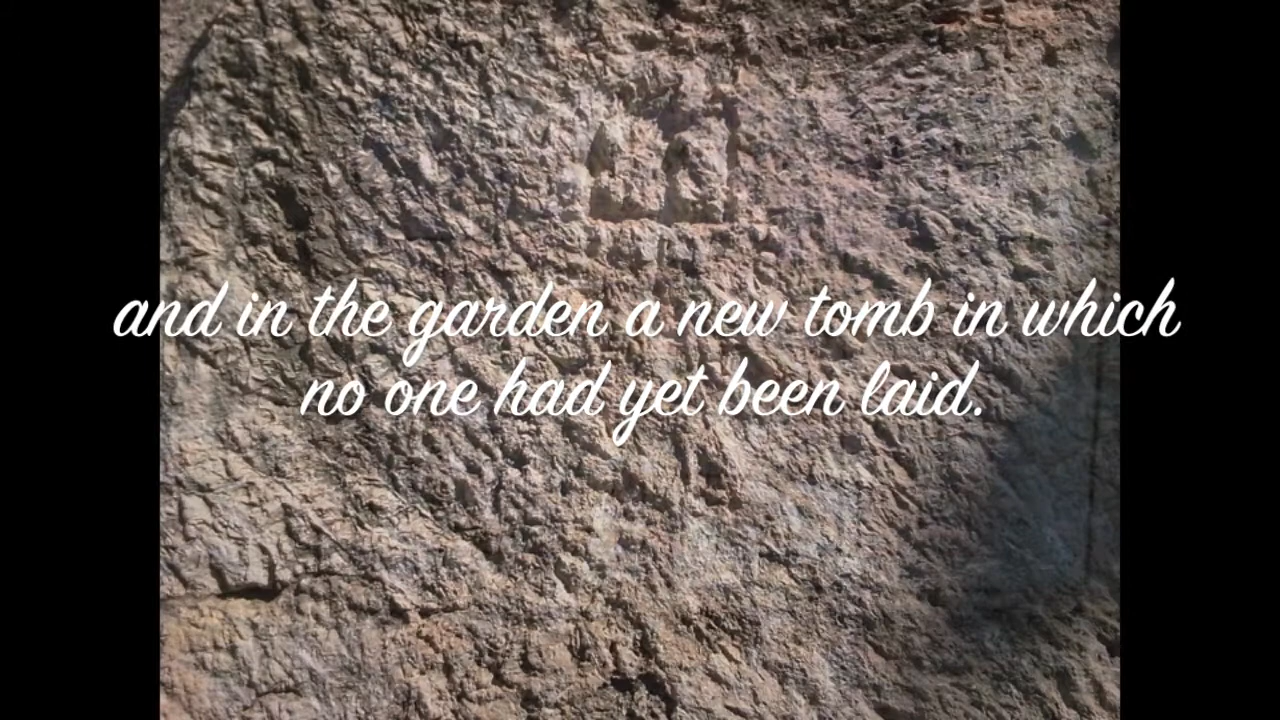 and in the garden a new tomb in which
no one had yet been laid.